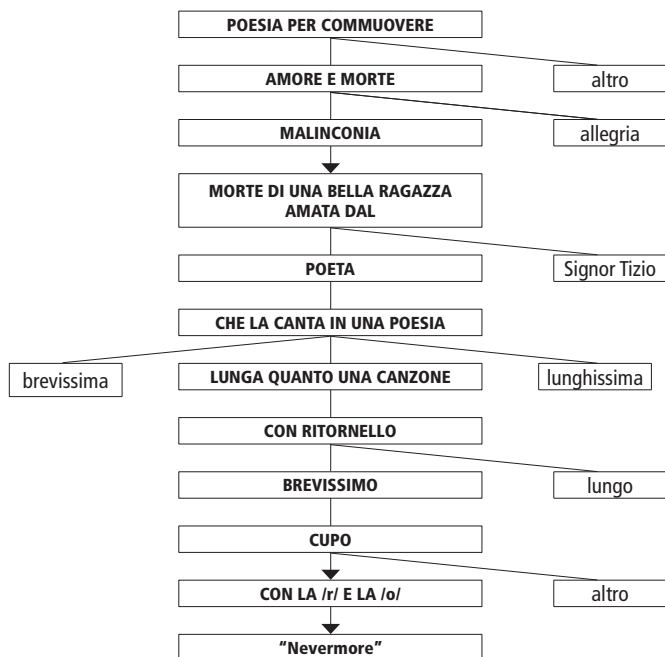 POESIA PER COMMUOVERE
AMORE E MORTE
altro
MALINCONIA
allegria
MORTE DI UNA BELLA RAGAZZA
AMATA DAL
POETA
Signor Tizio
CHE LA CANTA IN UNA POESIA
brevissima
LUNGA QUANTO UNA CANZONE
lunghissima
CON RITORNELLO
BREVISSIMO
lungo
CUPO
CON LA /r/ E LA /o/
altro
“Nevermore”